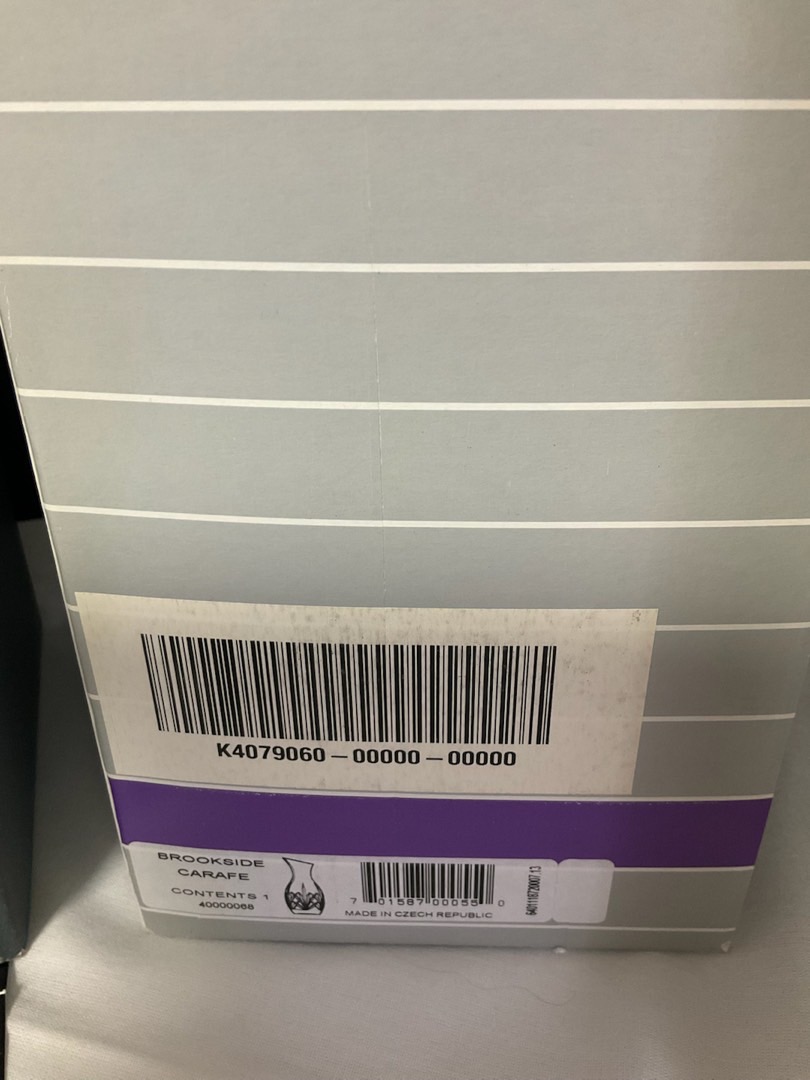 K4079060-00000-00000
BROOKSIDE
CARAFE
CONTENTS 1
40000068
7 01587 00055 0
MADE IN CZECH REPUBLIC